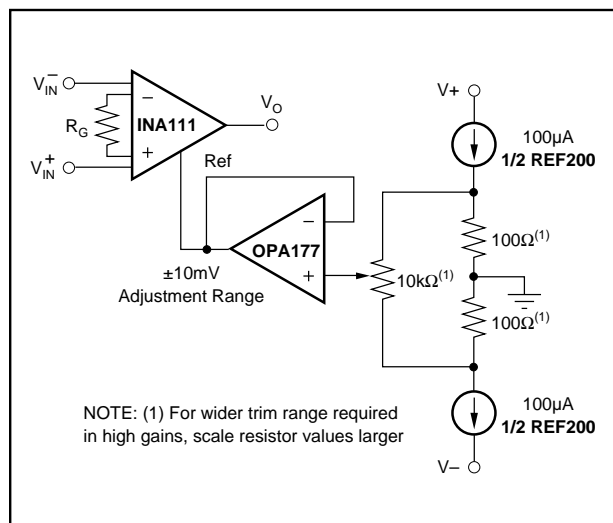 V⁻IN
RG
V⁺IN
−
+
INA111
VO
Ref
−
+
OPA177
±10mV
Adjustment Range
V+
100µA
1/2 REF200
100Ω(1)
10kΩ(1)
100Ω(1)
100µA
1/2 REF200
V–
NOTE: (1) For wider trim range required
in high gains, scale resistor values larger